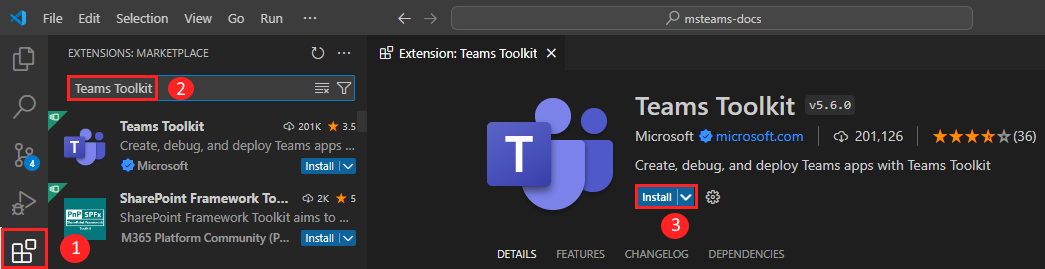 File Edit Selection View Go Run ... msteams-docs
EXTENSIONS: MARKETPLACE ...
Teams Toolkit 2
Teams Toolkit 201K ★ 3.5
Create, debug, and deploy Teams apps ...
Microsoft Install
SharePoint Framework To... 2K ★ 5
PnP SPFx
SharePoint Framework Toolkit aims to ...
M365 Platform Community (P... Install
4
1
Extension: Teams Toolkit ×
T
Teams Toolkit v5.6.0
Microsoft microsoft.com | 201,126 | (36)
Create, debug, and deploy Teams apps with Teams Toolkit
Install
3
DETAILS FEATURES CHANGELOG DEPENDENCIES